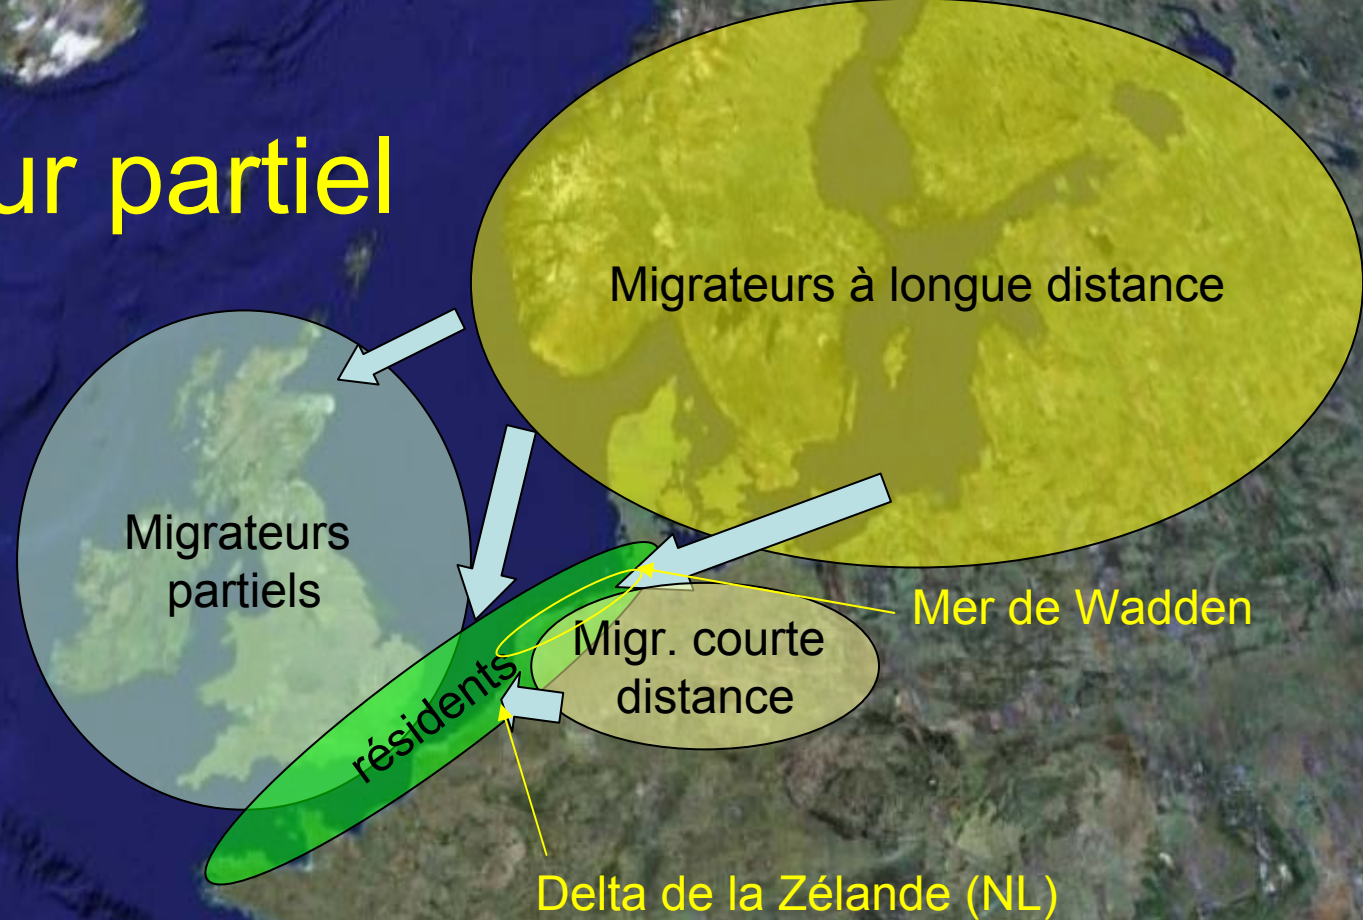 ur partiel
Migrateurs à longue distance
Migrateurs
partiels
Mer de Wadden
Migr. courte
distance
résidents
Delta de la Zélande (NL)